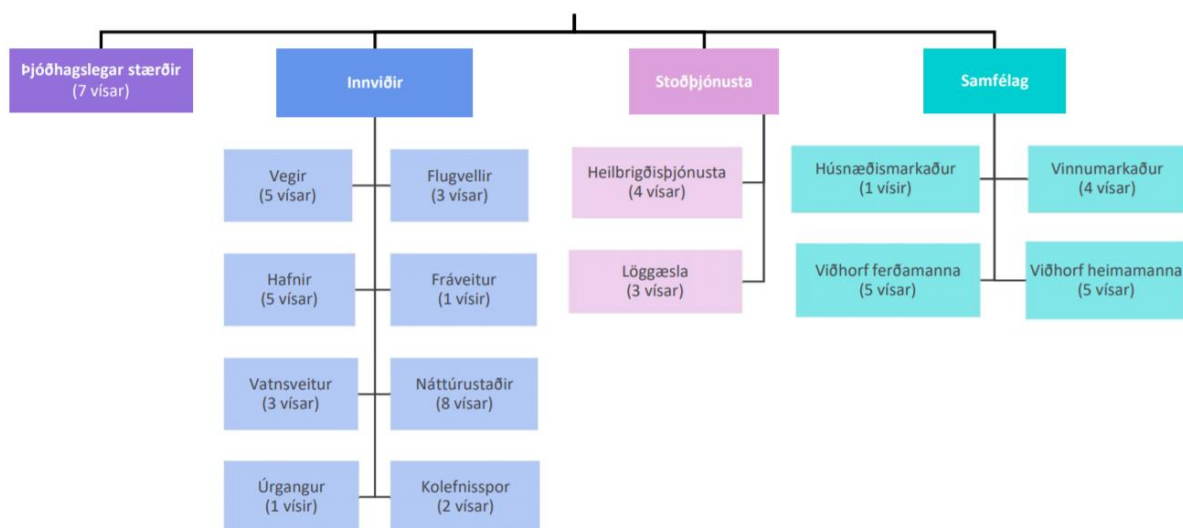 Þjóðhagslegar stærðir
(7 vísar)
Innviðir
Vegir
(5 vísar)
Flugvellir
(3 vísar)
Hafnir
(5 vísar)
Fráveitur
(1 vísir)
Vatnsveitur
(3 vísar)
Náttúrustaðir
(8 vísar)
Úrgangur
(1 vísir)
Kolefnisspor
(2 vísar)
Stoðþjónusta
Heilbrigðisþjónusta
(4 vísar)
Löggæsla
(3 vísar)
Samfélag
Húsnæðismarkaður
(1 vísir)
Vinnumarkaður
(4 vísar)
Viðhorf ferðamanna
(5 vísar)
Viðhorf heimamanna
(5 vísar)